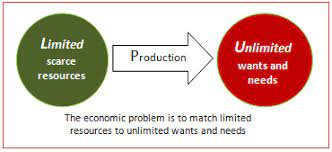 Limited
scarce
resources
Production
Unlimited
wants and
needs
The economic problem is to match limited
resources to unlimited wants and needs